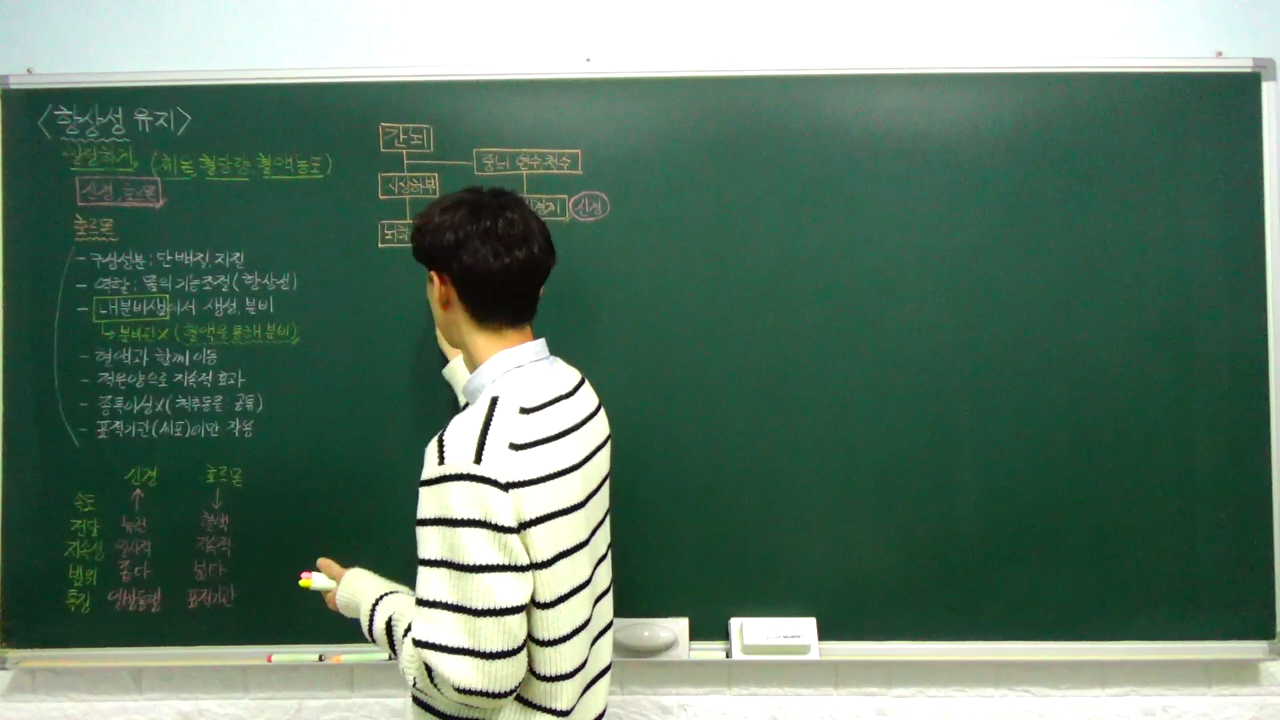 <항상성 유지>
일정하게 (체온, 혈당량, 혈액농도)
신경, 호르몬
호르몬
- 구성성분: 단백질, 지질
- 역할: 몸의 기능조절 (항상성)
- 내분비샘에서 생성, 분비
↳ 분비관 X (혈액을 통해 분비)
- 혈액과 함께 이동
- 적은양으로 지속적 효과
- 종특이성 X (척추동물 공통)
- 표적기관(세포)에만 작용
신경 호르몬
속도 ↑ ↓
전달 뉴런 혈액
지속성 일시적 지속적
범위 좁다 넓다
특징 일방통행 표적기관
간뇌
중뇌 연수 척수
시상하부
신경